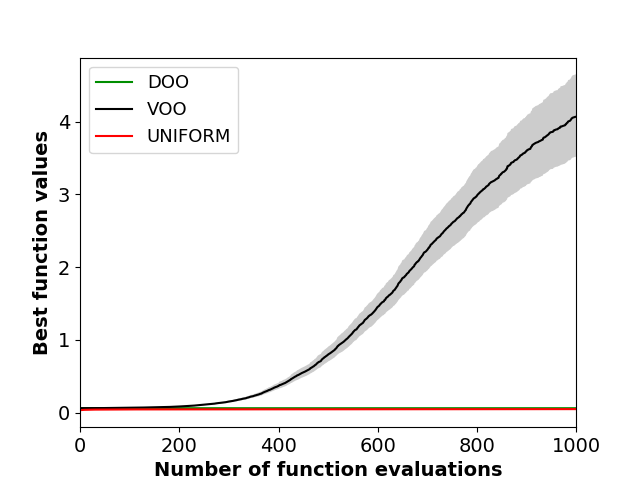 DOO
VOO
UNIFORM
4
3
2
1
0
Best function values
0 200 400 600 800 1000
Number of function evaluations